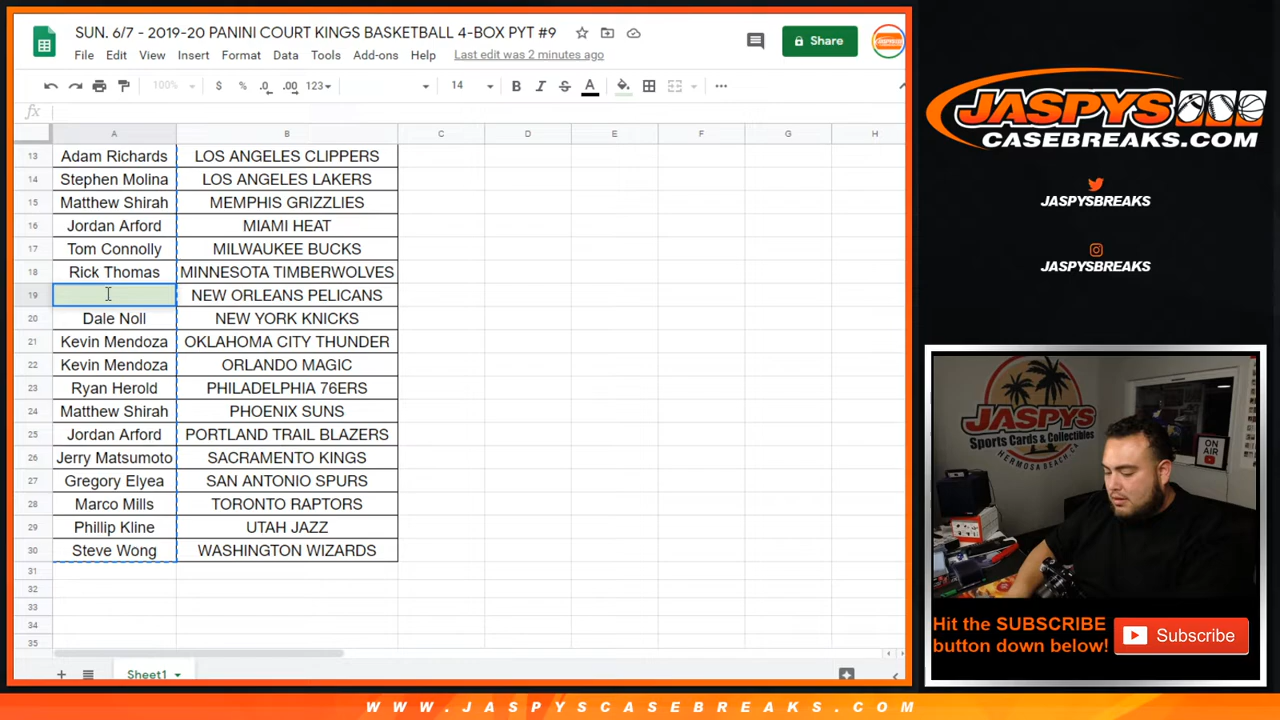 SUN. 6/7 - 2019-20 PANINI COURT KINGS BASKETBALL 4-BOX PYT #9
Share
File Edit View Insert Format Data Tools Add-ons Help Last edit was 2 minutes ago
100% $ % .0 .00 123 14 B I S A
fx
A B C D E F G H
13 Adam Richards LOS ANGELES CLIPPERS
14 Stephen Molina LOS ANGELES LAKERS
15 Matthew Shirah MEMPHIS GRIZZLIES
16 Jordan Arford MIAMI HEAT
17 Tom Connolly MILWAUKEE BUCKS
18 Rick Thomas MINNESOTA TIMBERWOLVES
19 NEW ORLEANS PELICANS
20 Dale Noll NEW YORK KNICKS
21 Kevin Mendoza OKLAHOMA CITY THUNDER
22 Kevin Mendoza ORLANDO MAGIC
23 Ryan Herold PHILADELPHIA 76ERS
24 Matthew Shirah PHOENIX SUNS
25 Jordan Arford PORTLAND TRAIL BLAZERS
26 Jerry Matsumoto SACRAMENTO KINGS
27 Gregory Elyea SAN ANTONIO SPURS
28 Marco Mills TORONTO RAPTORS
29 Phillip Kline UTAH JAZZ
30 Steve Wong WASHINGTON WIZARDS
31
32
33
34
35
Sheet1
JASPYS
CASEBREAKS.COM
JASPYSBREAKS
JASPYSBREAKS
JASPYS
Sports Cards & Collectibles
HERMOSA BEACH, CA
ON
AIR
Hit the SUBSCRIBE
button down below!
Subscribe
WWW.JASPYSCASEBREAKS.COM